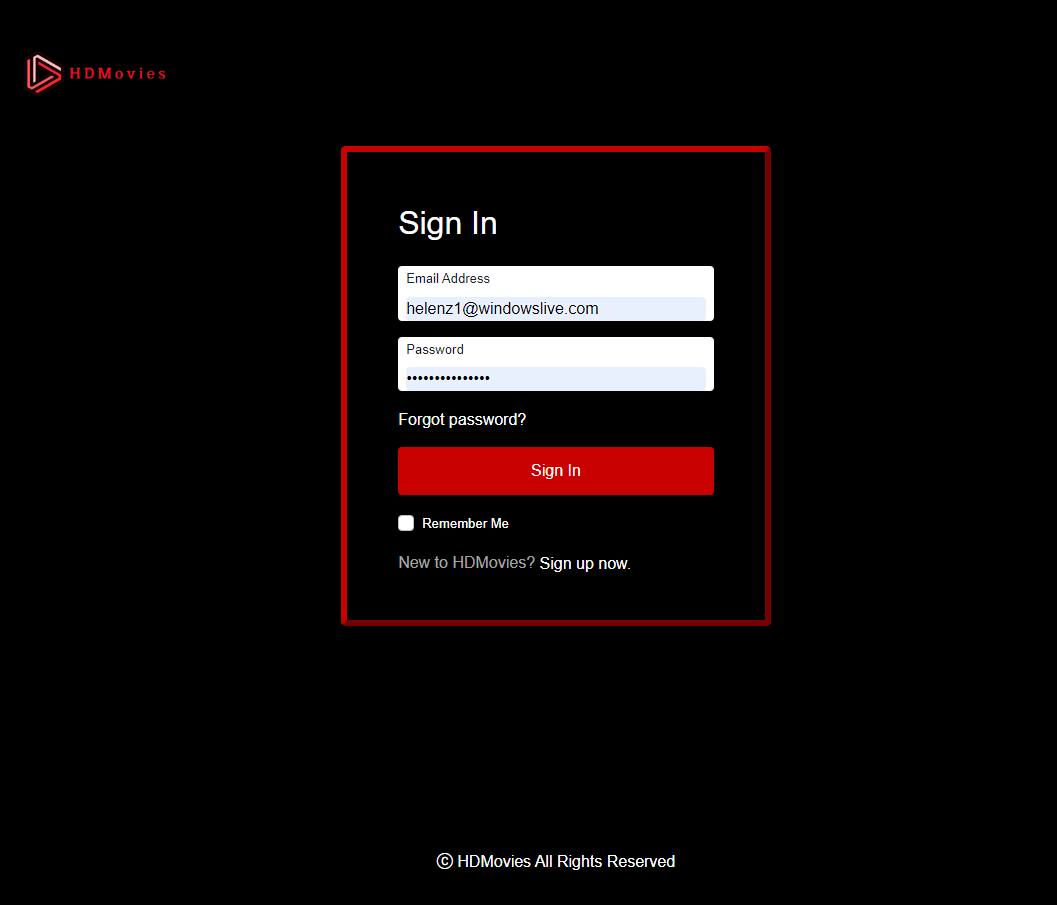 HDMovies
Sign In
Email Address
helenz1@windowslive.com
Password
•••••••••••••••
Forgot password?
Sign In
Remember Me
New to HDMovies? Sign up now.
© HDMovies All Rights Reserved